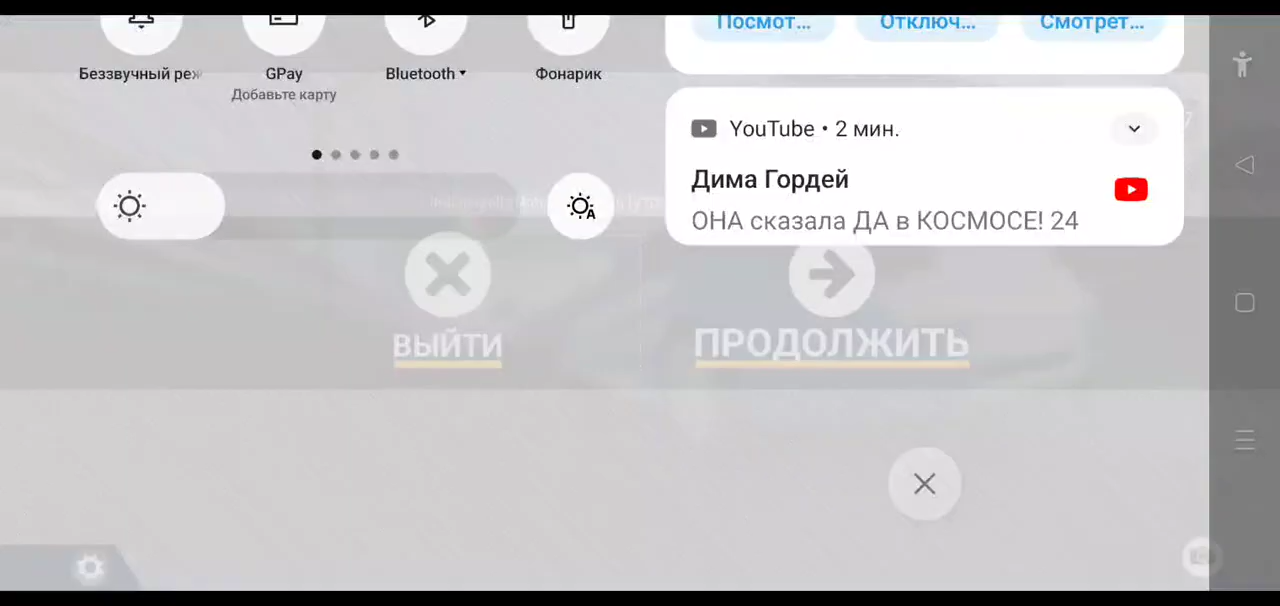 Посмот...
Отключ...
Смотрет...
Беззвучный реж
GPay
Bluetooth
Фонарик
Добавьте карту
YouTube • 2 мин.
Дима Гордей
ОНА сказала ДА в КОСМОСЕ! 24
ВЫЙТИ
ПРОДОЛЖИТЬ